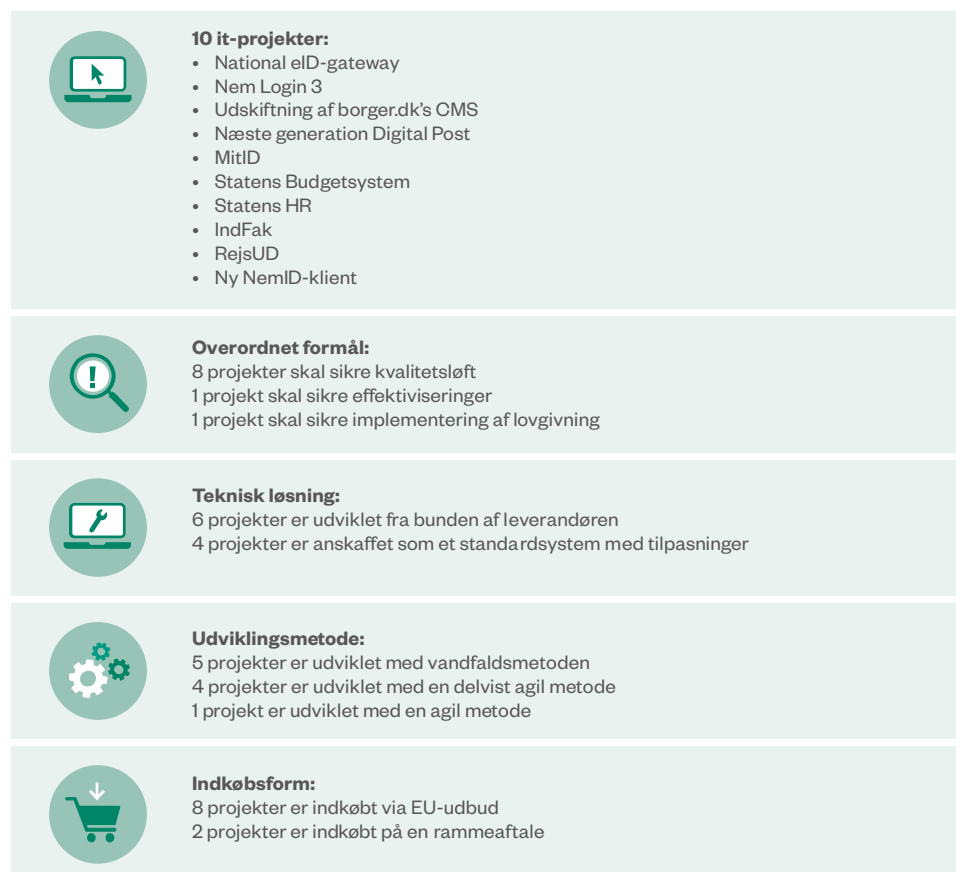 10 it-projekter:
• National eID-gateway
• Nem Login 3
• Udskiftning af borger.dk's CMS
• Næste generation Digital Post
• MitID
• Statens Budgetsystem
• Statens HR
• IndFak
• RejsUD
• Ny NemID-klient
Overordnet formål:
8 projekter skal sikre kvalitetsløft
1 projekt skal sikre effektiviseringer
1 projekt skal sikre implementering af lovgivning
Teknisk løsning:
6 projekter er udviklet fra bunden af leverandøren
4 projekter er anskaffet som et standardsystem med tilpasninger
Udviklingsmetode:
5 projekter er udviklet med vandfaldsmetoden
4 projekter er udviklet med en delvist agil metode
1 projekt er udviklet med en agil metode
Indkøbsform:
8 projekter er indkøbt via EU-udbud
2 projekter er indkøbt på en rammeaftale